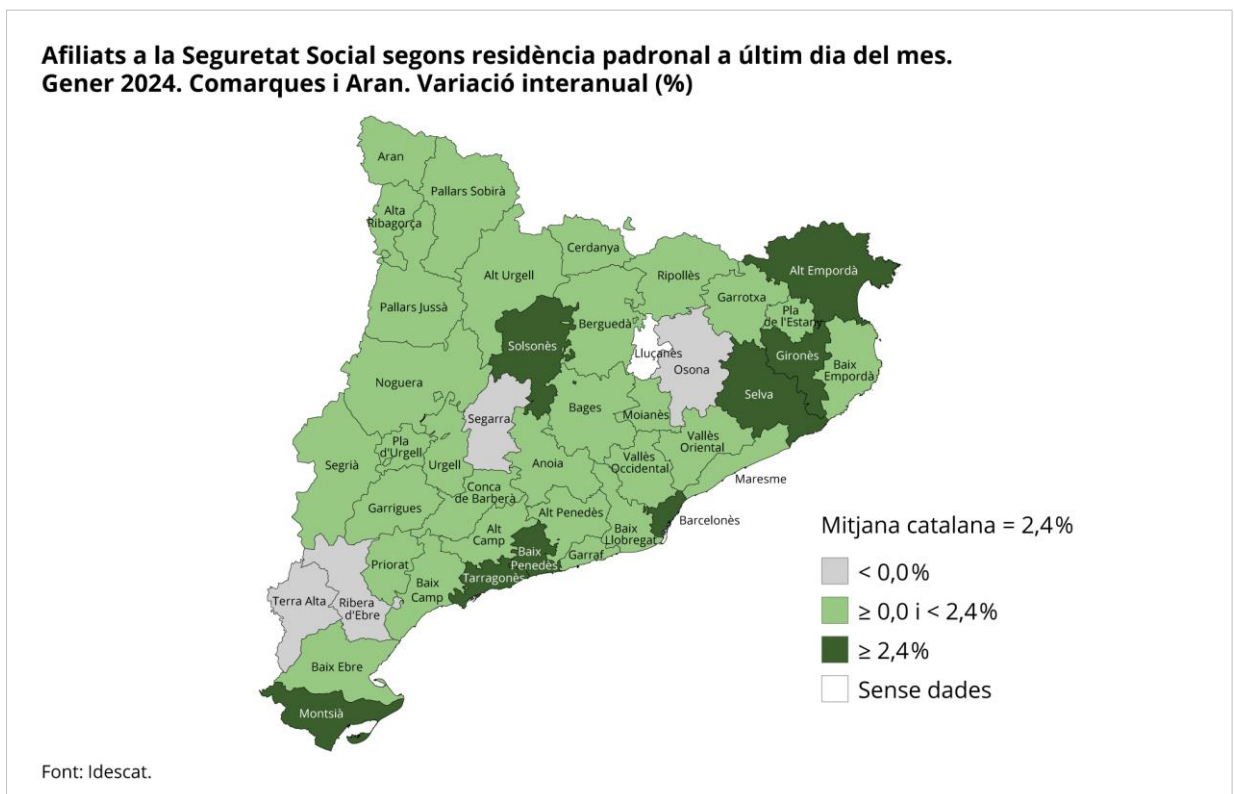 Afiliats a la Seguretat Social segons residència padronal a últim dia del mes.
Gener 2024. Comarques i Aran. Variació interanual (%)
Aran
Pallars Sobirà
Alta
Ribagorça
Cerdanya
Alt Urgell
Ripollès
Alt Empordà
Garrotxa
Pallars Jussà
Pla
de l'Estany
Berguedà
Solsonès
Lluçanès
Gironès
Osona
Baix
Empordà
Noguera
Selva
Bages
Moianès
Segarra
Vallès
Oriental
Pla
d'Urgell
Segrià
Urgell
Anoia
Vallès
Occidental
Maresme
Conca
de Barberà
Garrigues
Alt Penedès
Barcelonès
Alt
Camp
Baix
Llobregat
Baix
Penedès
Garraf
Priorat
Tarragonès
Baix
Camp
Terra Alta
Ribera
d'Ebre
Baix Ebre
Montsià
Mitjana catalana = 2,4%
< 0,0%
≥ 0,0 i < 2,4%
≥ 2,4%
Sense dades
Font: Idescat.